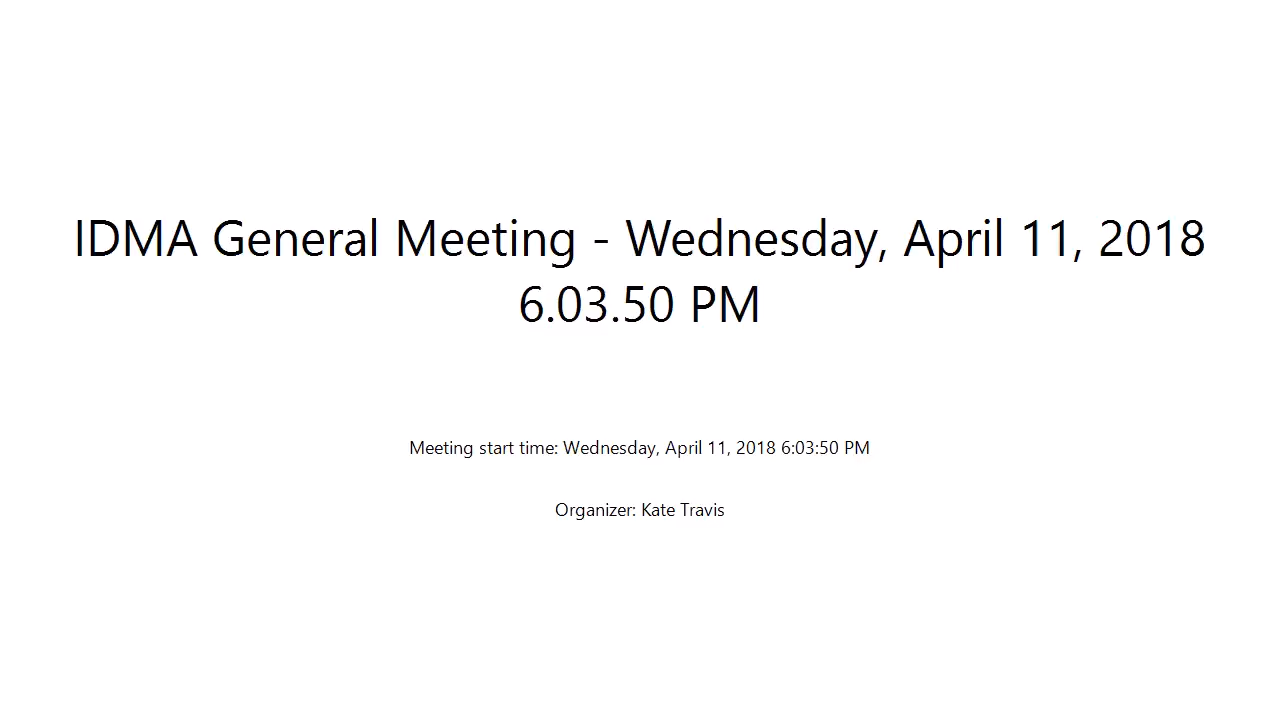 IDMA General Meeting - Wednesday, April 11, 2018
6.03.50 PM
Meeting start time: Wednesday, April 11, 2018 6:03:50 PM
Organizer: Kate Travis